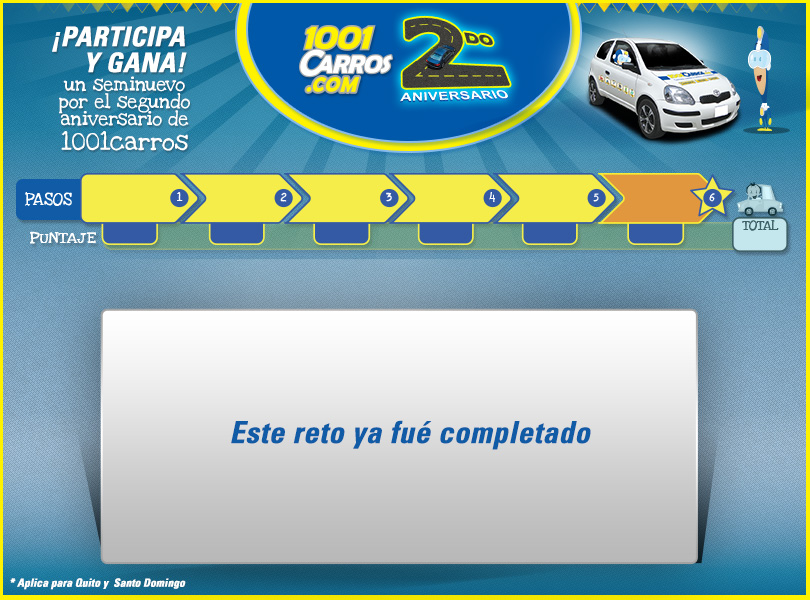 ¡PARTICIPA
Y GANA!
un seminuevo
por el segundo
aniversario de
1001carros
1001
CARROS
.COM
2DO
ANIVERSARIO
PASOS 1 2 3 4 5 6
PUNTAJE
TOTAL
Este reto ya fué completado
* Aplica para Quito y Santo Domingo